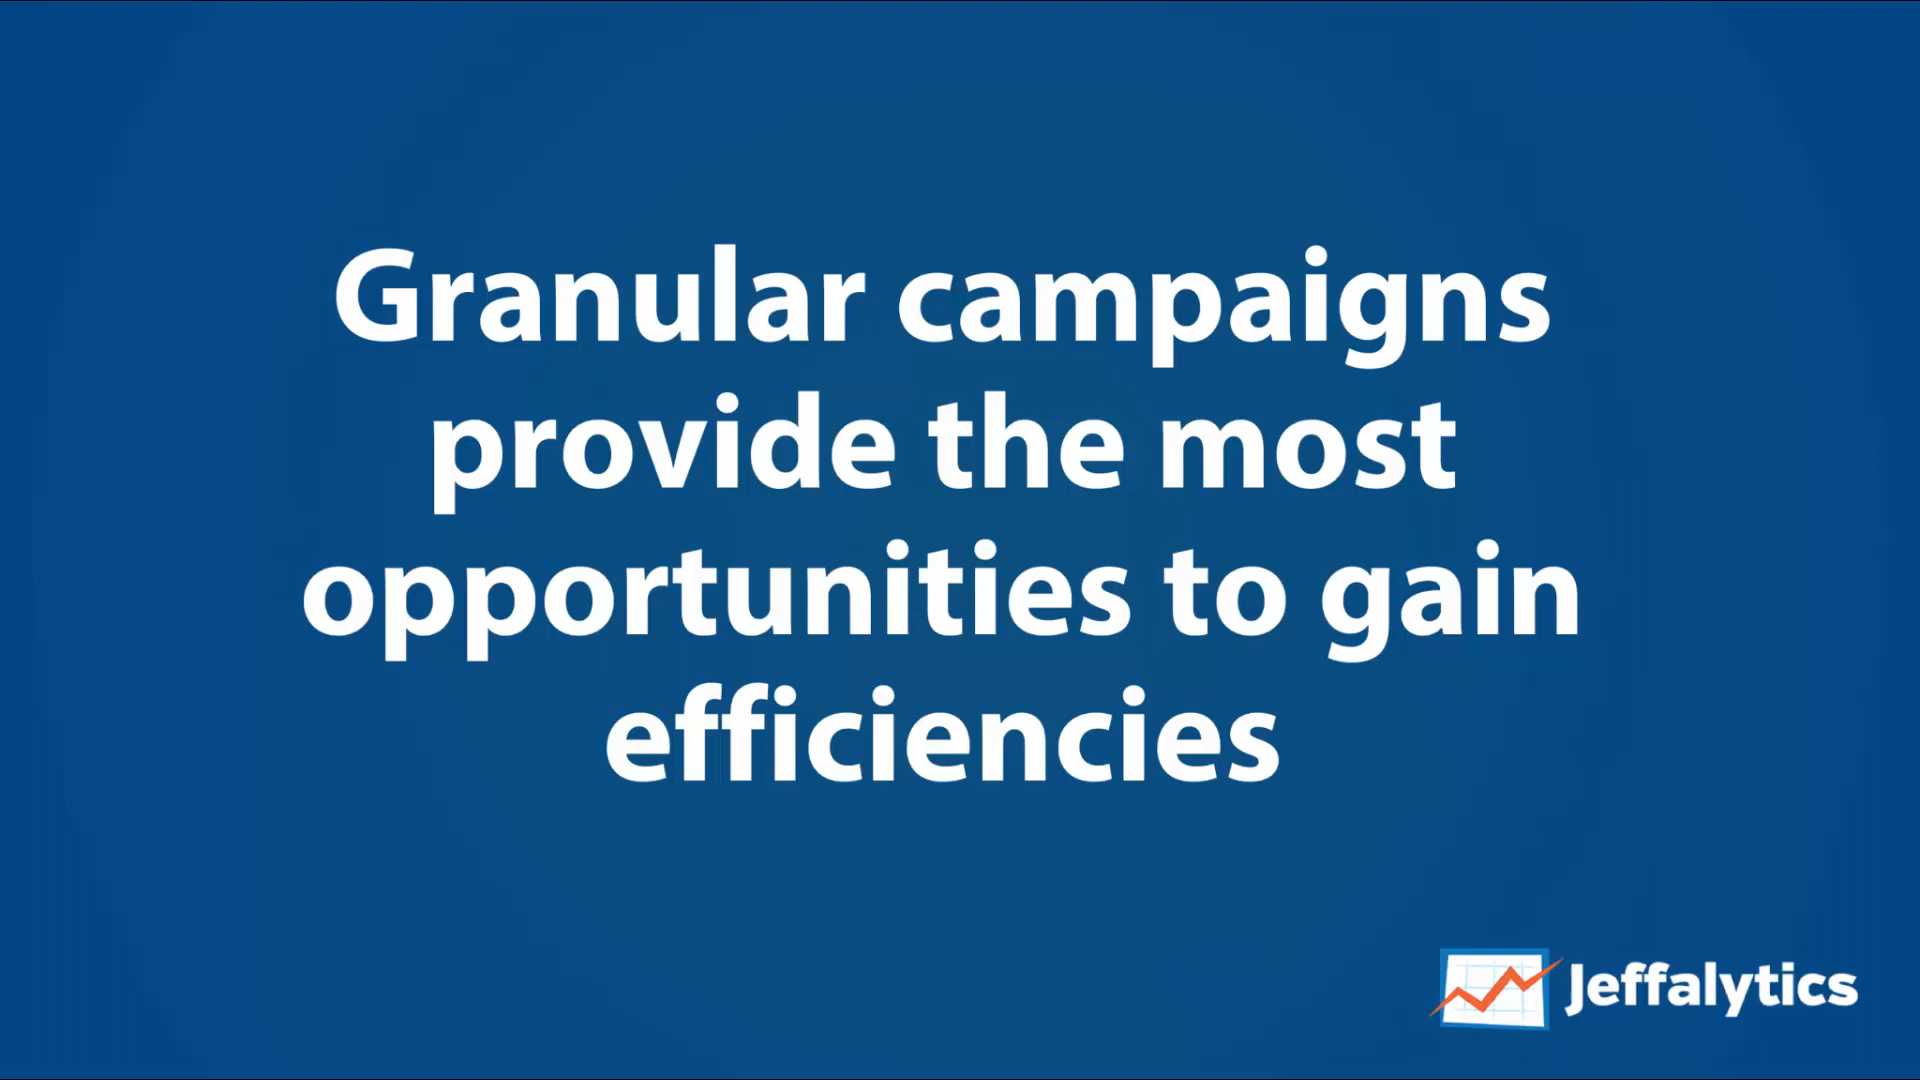 Granular campaigns
provide the most
opportunities to gain
efficiencies
Jeffalytics